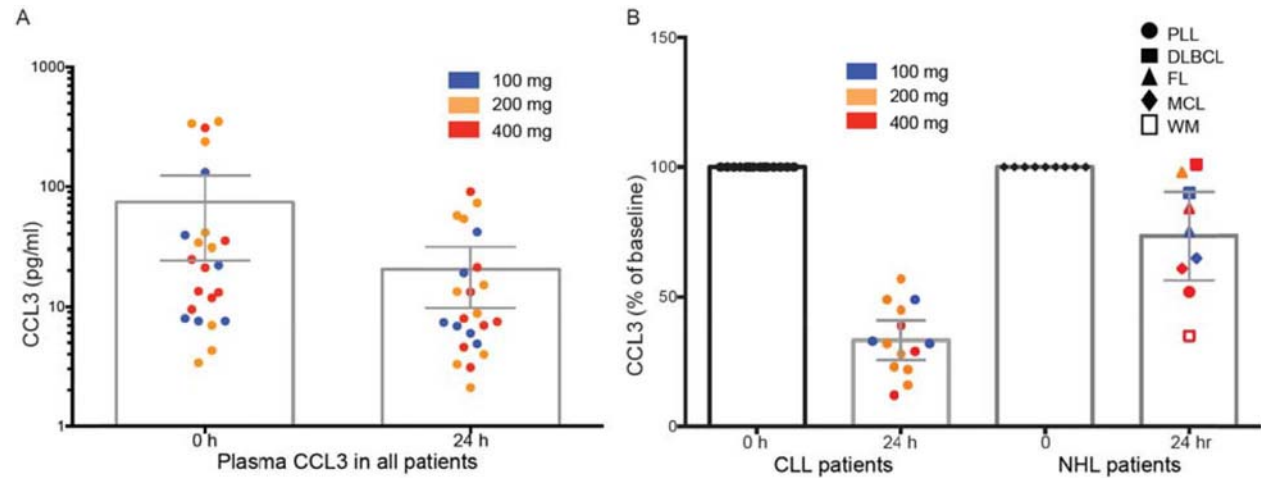 A
CCL3 (pg/ml)
1000
100
10
1
100 mg
200 mg
400 mg
0 h
24 h
Plasma CCL3 in all patients
B
CCL3 (% of baseline)
150
100
50
0
100 mg
200 mg
400 mg
PLL
DLBCL
FL
MCL
WM
0 h
24 h
0
24 hr
CLL patients
NHL patients